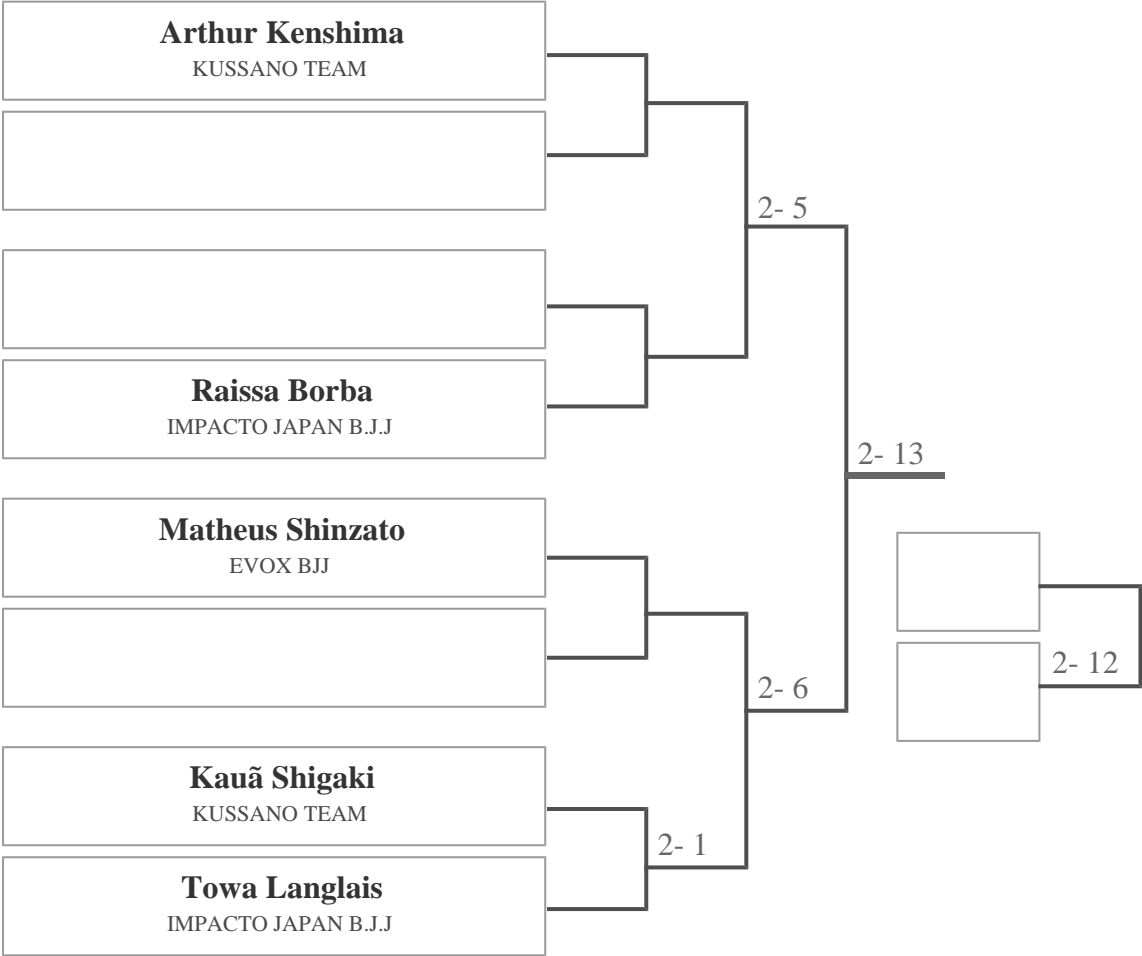 Arthur Kenshima
KUSSANO TEAM
2- 5
Raissa Borba
IMPACTO JAPAN B.J.J
2- 13
Matheus Shinzato
EVOX BJJ
2- 12
2- 6
Kauã Shigaki
KUSSANO TEAM
2- 1
Towa Langlais
IMPACTO JAPAN B.J.J